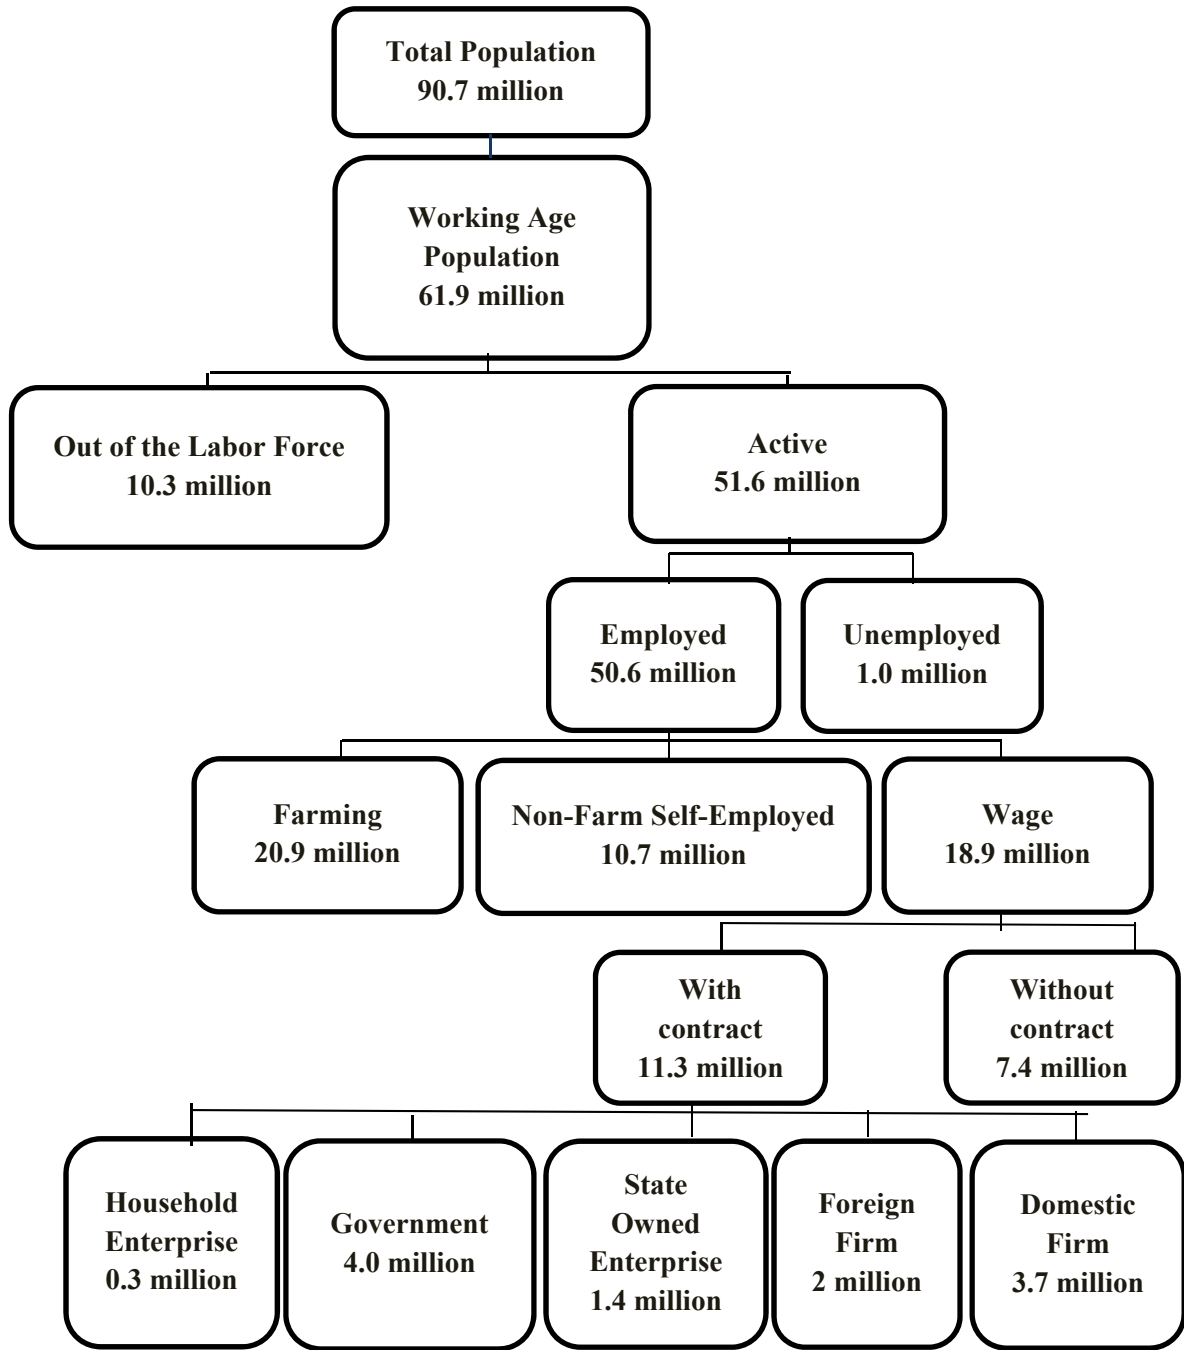 Total Population
90.7 million
Working Age
Population
61.9 million
Out of the Labor Force
10.3 million
Active
51.6 million
Employed
50.6 million
Unemployed
1.0 million
Farming
20.9 million
Non-Farm Self-Employed
10.7 million
Wage
18.9 million
With
contract
11.3 million
Without
contract
7.4 million
Household
Enterprise
0.3 million
Government
4.0 million
State
Owned
Enterprise
1.4 million
Foreign
Firm
2 million
Domestic
Firm
3.7 million